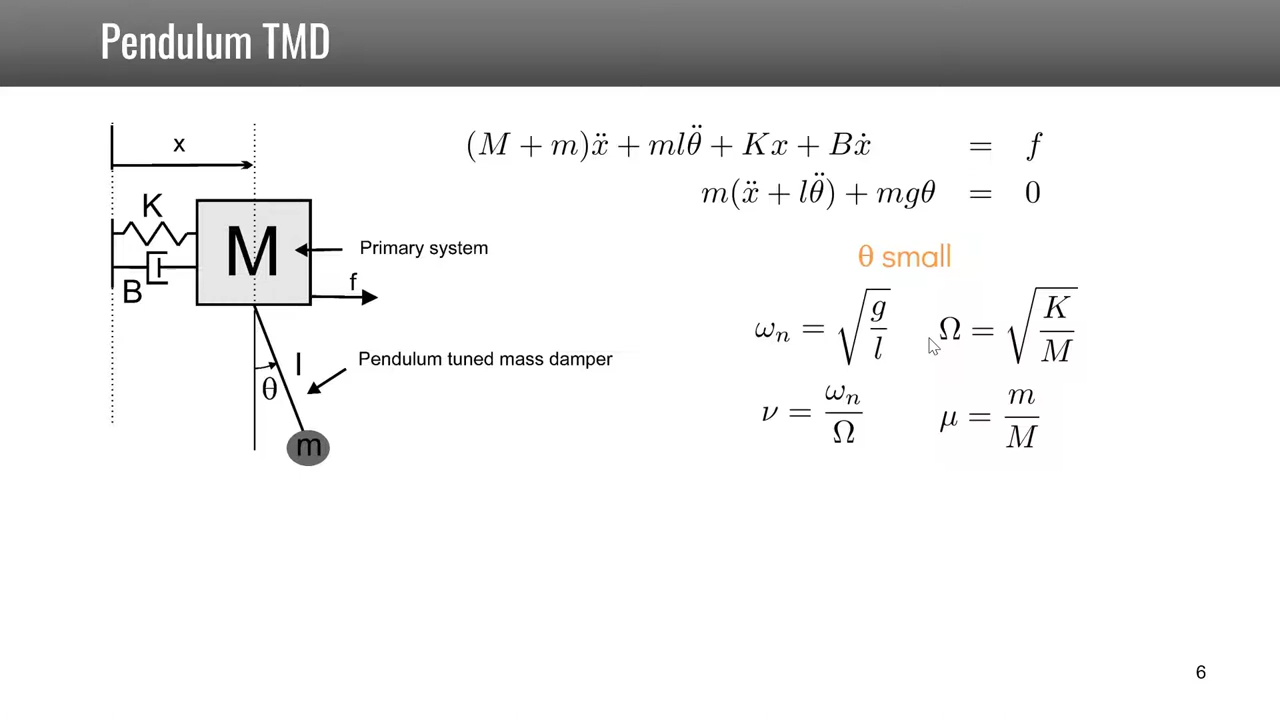 Pendulum TMD
x
K
B
M
Primary system
f
l
θ
Pendulum tuned mass damper
m
(M + m)ẍ + mlθ̈ + Kx + Bẋ = f
m(ẍ + lθ̈) + mgθ = 0
θ small
ωₙ = √(g/l) Ω = √(K/M)
ν = ωₙ/Ω μ = m/M
6